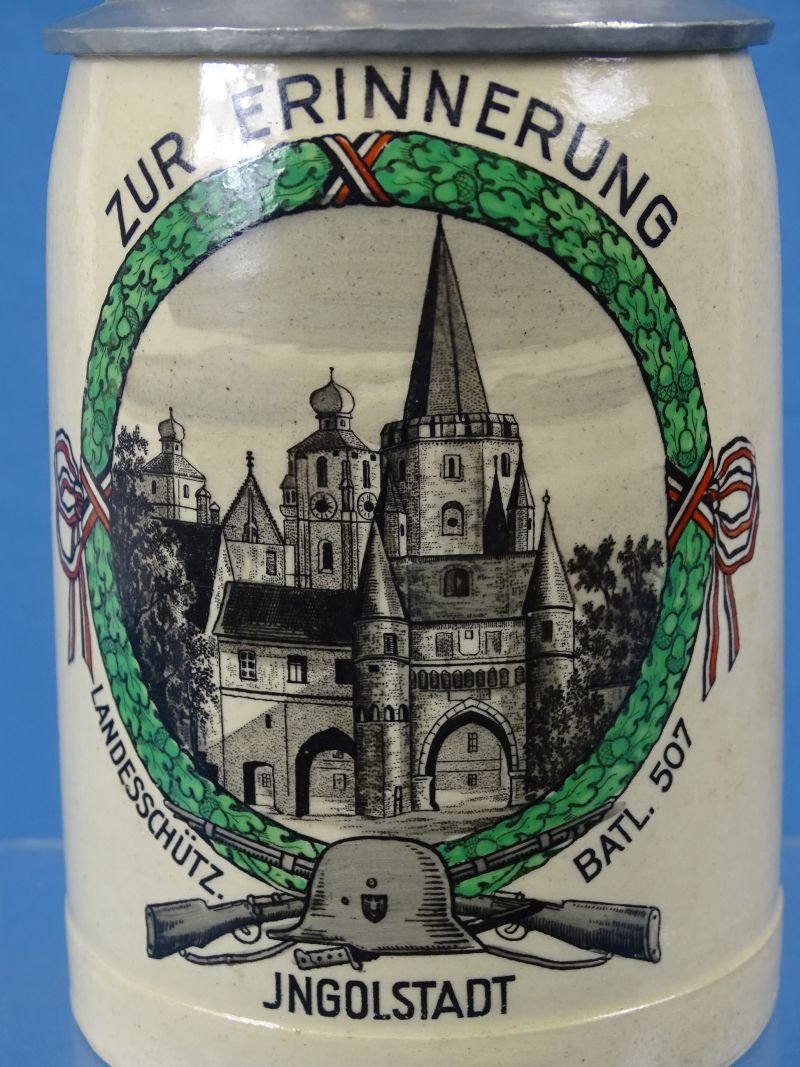 ZUR ERINNERUNG
LANDESSCHÜTZ.
BATL. 507
JNGOLSTADT